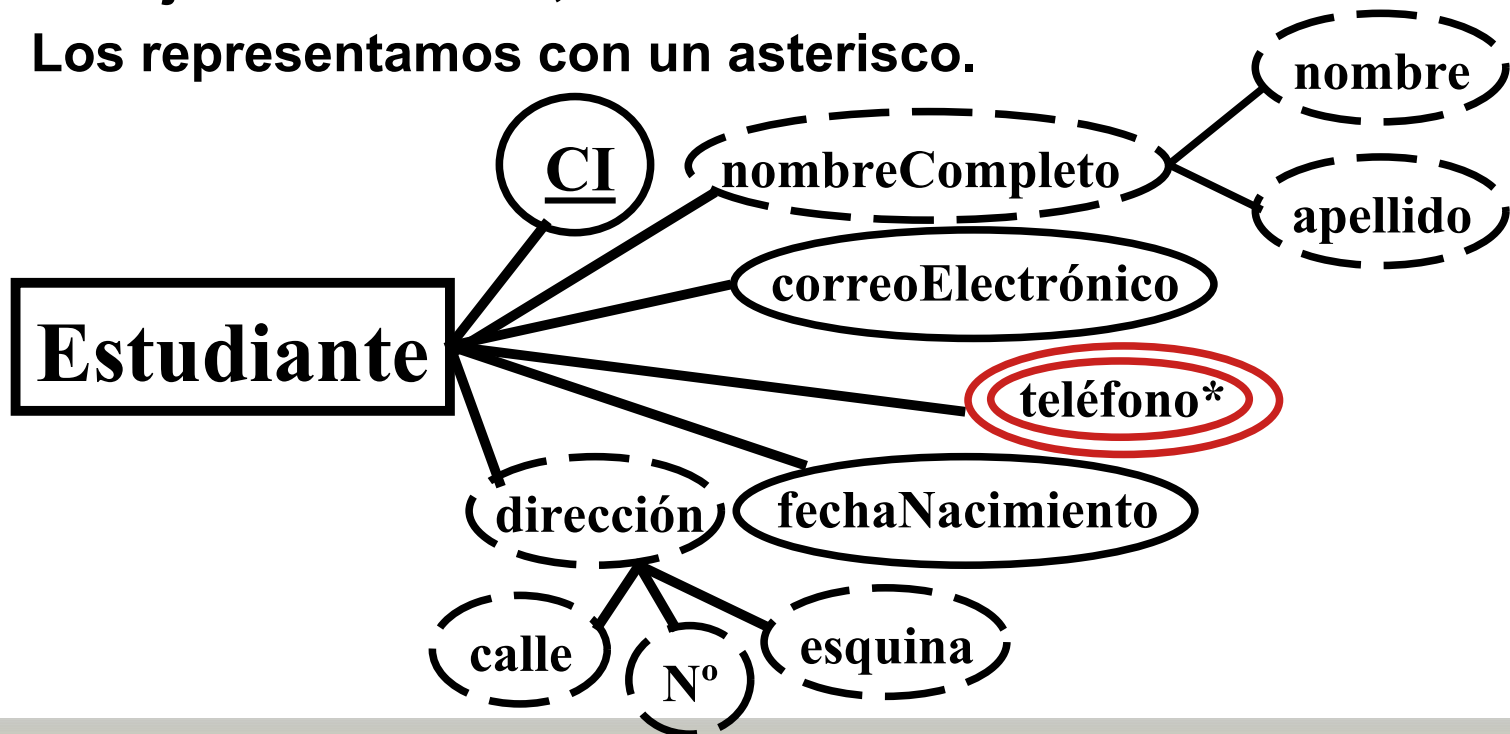 Los representamos con un asterisco.
nombre
CI
nombreCompleto
apellido
correoElectrónico
Estudiante
teléfono*
dirección
fechaNacimiento
calle
Nº
esquina